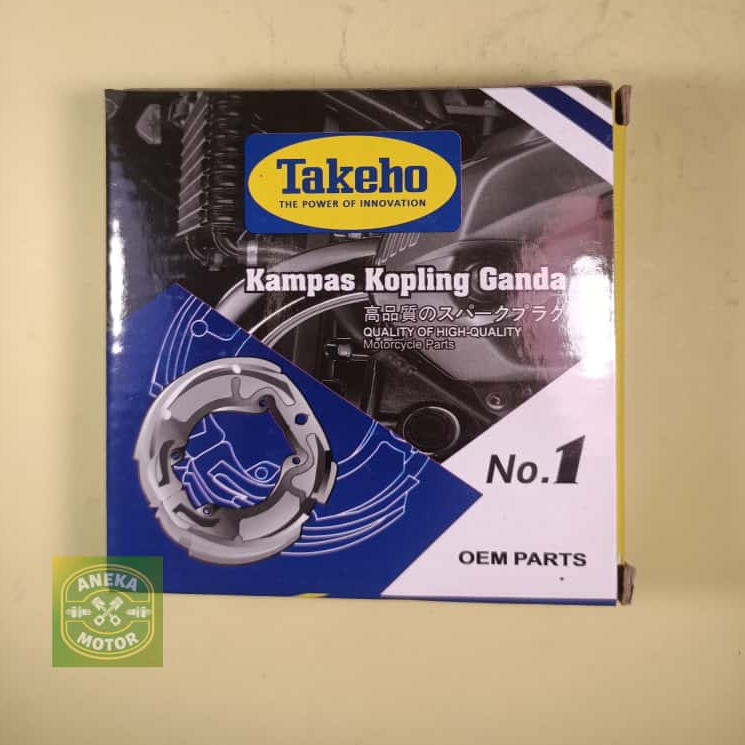 Takeho
THE POWER OF INNOVATION
Kampas Kopling Ganda
高品質のスパークプラグ
QUALITY OF HIGH-QUALITY
Motorcycle Parts
No.1
OEM PARTS
ANEKA
MOTOR